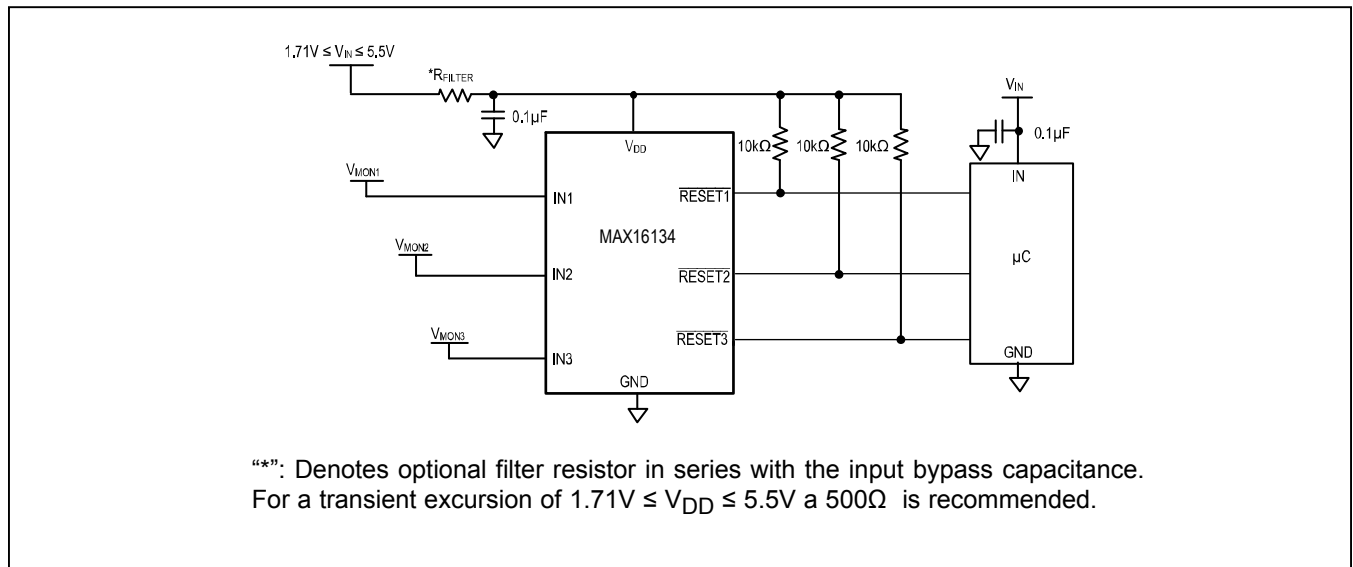 1.71V ≤ VIN ≤ 5.5V
*RFILTER
0.1µF
VIN
0.1µF
10kΩ 10kΩ 10kΩ
VDD
IN
VMON1
IN1
RESET1
MAX16134
µC
VMON2
IN2
RESET2
VMON3
IN3
RESET3
GND
GND
“*”: Denotes optional filter resistor in series with the input bypass capacitance.
For a transient excursion of 1.71V ≤ VDD ≤ 5.5V a 500Ω is recommended.